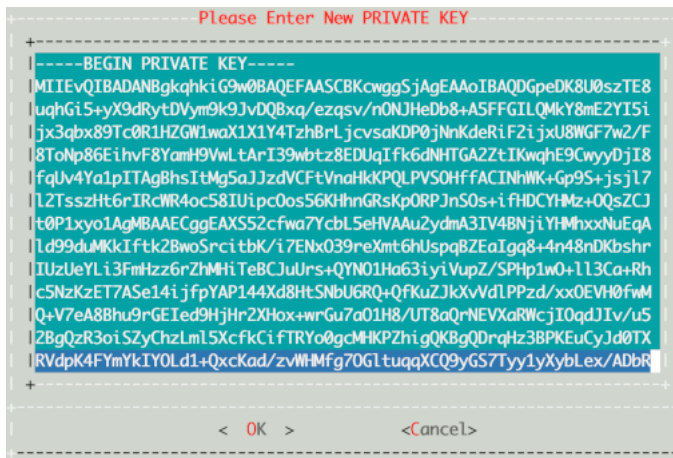 Please Enter New PRIVATE KEY
-----BEGIN PRIVATE KEY-----
MIIEvQIBADANBgkqhkiG9w0BAQEFAASCBKcwggSjAgEAAoIBAQDGpeDK8U0szTE8
uqhGi5+yX9dRytDVym9k9JvDQBxq/ezqsv/nONJHeDb8+A5FFGILQMkY8mE2YI5i
jx3qbx89Tc0R1HZGW1waX1X1Y4TzhBrLjcvsaKDP0jNnKdeRiF2ijxU8WGF7w2/F
8ToNp86EihvF8YamH9VwLtArI39wbtz8EDUqIfk6dNHTGA2ZtIKwqhE9CwyyDjI8
fqUv4Ya1pITAgBhsItMg5aJJzdVCFtVnaHkKPQLPVSOHffACINhWK+Gp9S+jsjl7
l2TsszHt6rIRcWR4oc58IUipcOos56KHhnGRsKpORPJnSOs+ifHDCYHMz+OQsZCJ
t0P1xyo1AgMBAAECggEAXS52cfwa7YcbL5eHVAAu2ydmA3IV4BNjiYHMhxxNuEqA
ld99duMKkIftk2BwoSrcitbK/i7ENxO39reXmt6hUspqBZEaIgq8+4n48nDKbshr
IUzUeYLi3FmHzz6rZhMHiTeBCJuUrs+QYNO1Ha63iyiVupZ/SPHp1wO+ll3Ca+Rh
c5NzKzET7ASe14ijfpYAP144Xd8HtSNbU6RQ+QfKuZJkXvVdlPPzd/xxOEVH0fwM
Q+V7eA8Bhu9rGEIed9HjHr2XHox+wrGu7aO1H8/UT8aQrNEVXaRWcjIOqdJIv/u5
2BgQzR3oiSZyChzLml5XcfkCifTRYo0gcMHKPZhigQKBgQDrqHz3BPKEuCyJd0TX
RVdpK4FYmYkIYOLd1+QxcKad/zvWHMfg7OGltuqqXCQ9yGS7Tyy1yXybLex/ADbR
< OK > <Cancel>